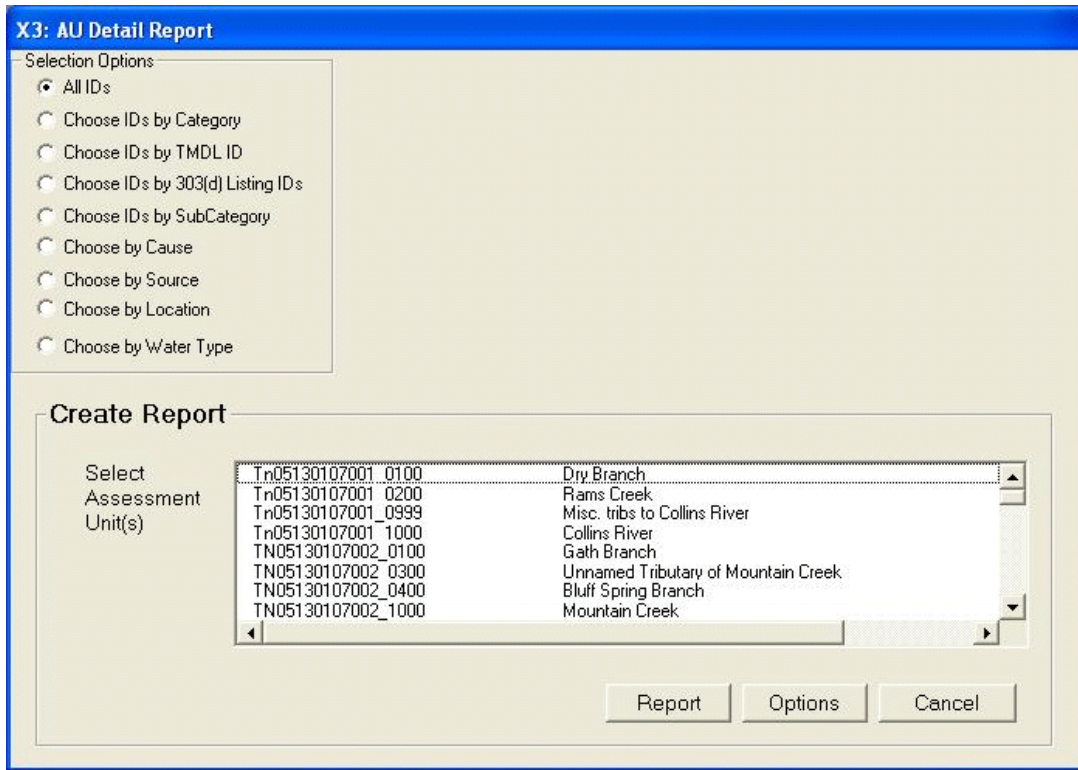 X3: AU Detail Report
Selection Options
All IDs
Choose IDs by Category
Choose IDs by TMDL ID
Choose IDs by 303(d) Listing IDs
Choose IDs by SubCategory
Choose by Cause
Choose by Source
Choose by Location
Choose by Water Type
Create Report
Select
Assessment
Unit(s)
Tn05130107001_0100 Dry Branch
Tn05130107001_0200 Rams Creek
Tn05130107001_0999 Misc. tribs to Collins River
Tn05130107001_1000 Collins River
TN05130107002_0100 Gath Branch
TN05130107002_0300 Unnamed Tributary of Mountain Creek
TN05130107002_0400 Bluff Spring Branch
TN05130107002_1000 Mountain Creek
Report Options Cancel